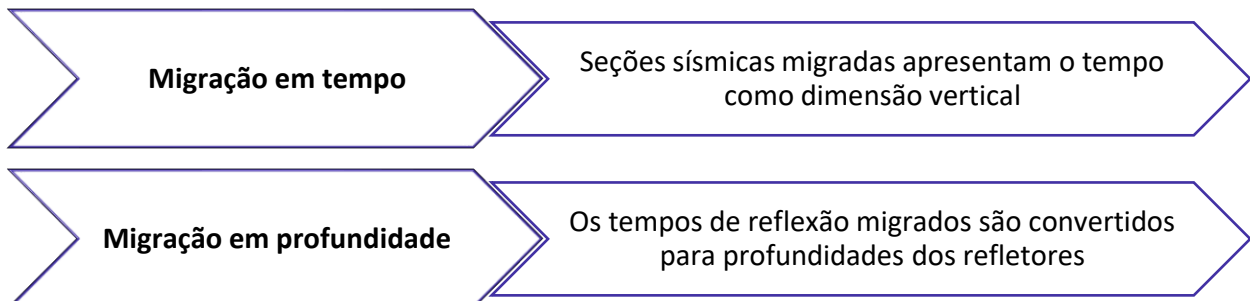 Migração em tempo
Seções sísmicas migradas apresentam o tempo
como dimensão vertical
Migração em profundidade
Os tempos de reflexão migrados são convertidos
para profundidades dos refletores